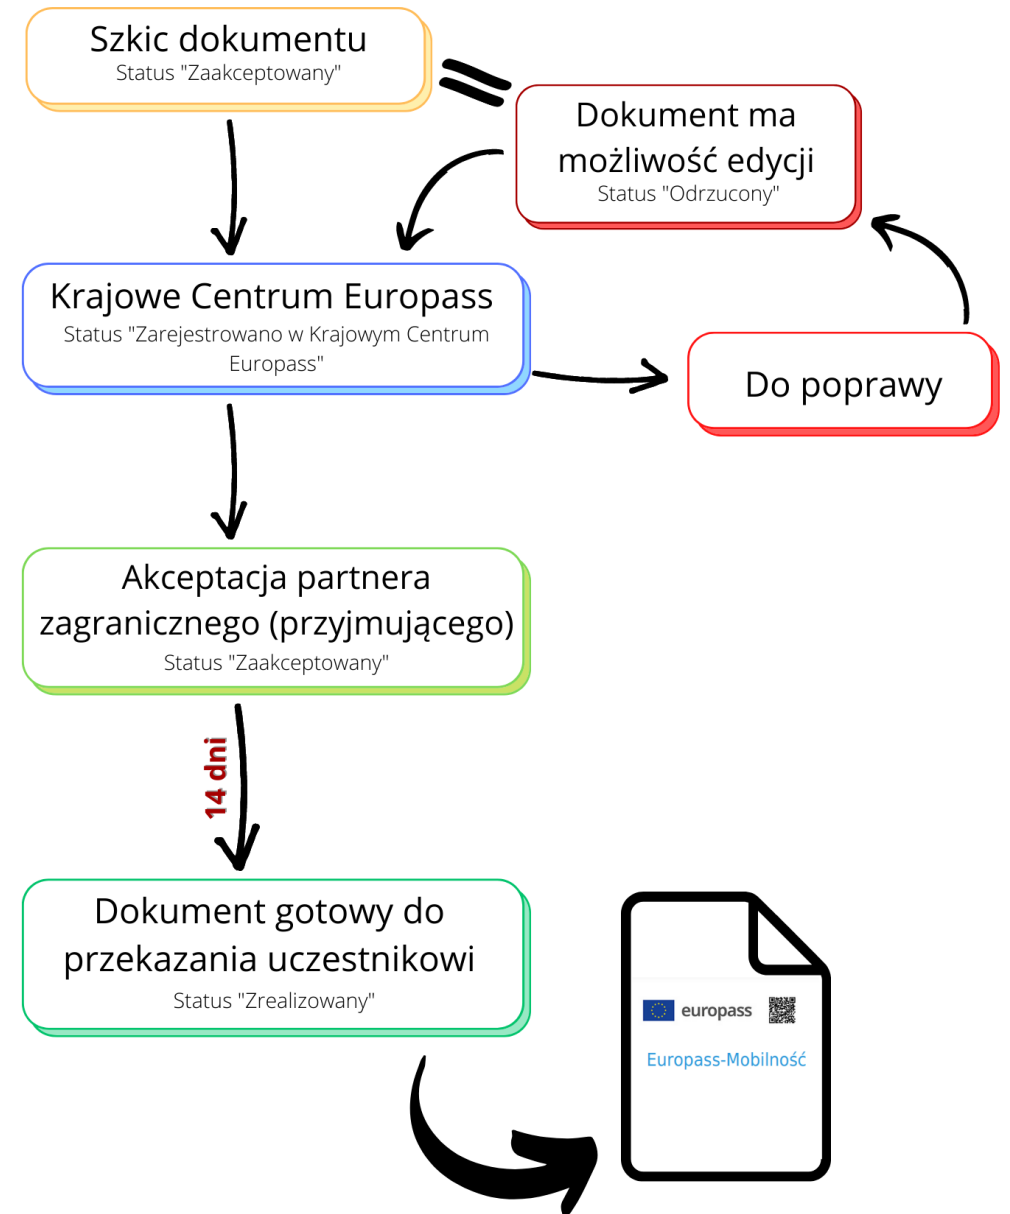 Szkic dokumentu
Status "Zaakceptowany"
Dokument ma
możliwość edycji
Status "Odrzucony"
Krajowe Centrum Europass
Status "Zarejestrowano w Krajowym Centrum
Europass"
Do poprawy
Akceptacja partnera
zagranicznego (przyjmującego)
Status "Zaakceptowany"
14 dni
Dokument gotowy do
przekazania uczestnikowi
Status "Zrealizowany"
europass
Europass-Mobilność